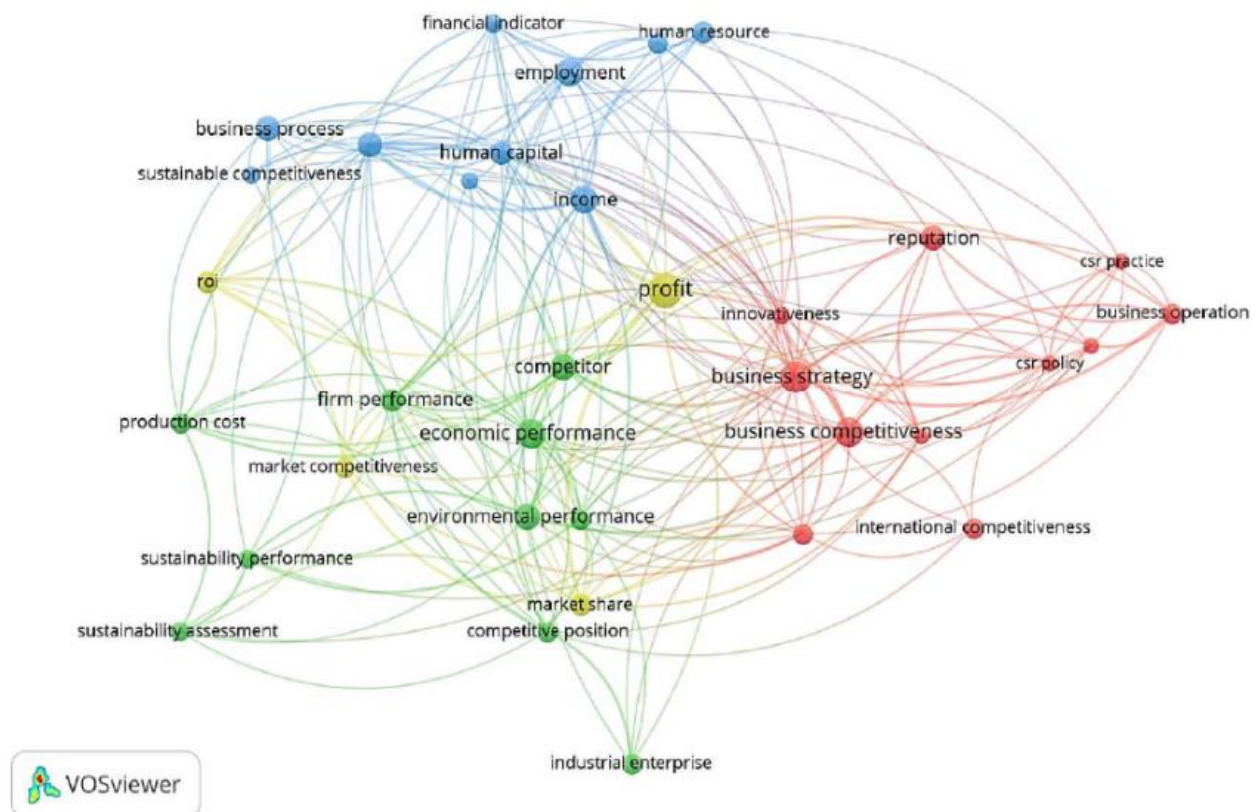 financial indicator
human resource
employment
business process
human capital
sustainable competitiveness
income
reputation
csr practice
roi
profit
innovativeness
business operation
csr policy
competitor
business strategy
firm performance
production cost
economic performance
business competitiveness
market competitiveness
environmental performance
international competitiveness
sustainability performance
market share
sustainability assessment
competitive position
industrial enterprise
VOSviewer